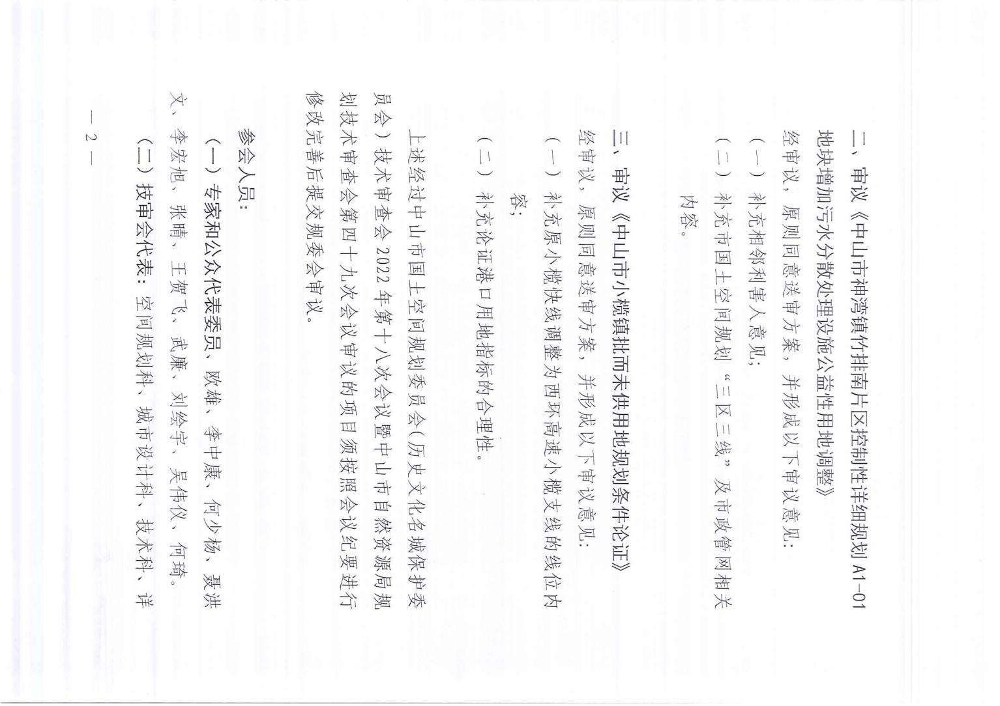 二、审议《中山市神湾镇竹排南片区控制性详细规划 A1-01
地块增加污水分散处理设施公益性用地调整》
经审议，原则同意送审方案，并形成以下审议意见：
（一）补充相邻利害人意见；
（二）补充市国土空间规划“三区三线”及市政管网相关
内容。
三、审议《中山市小榄镇批而未供用地规划条件论证》
经审议，原则同意送审方案，并形成以下审议意见：
（一）补充原小榄快线调整为西环高速小榄支线的线位内
容；
（二）补充论证港口用地指标的合理性。
上述经过中山市国土空间规划委员会（历史文化名城保护委
员会）技术审查会 2022 年第十八次会议暨中山市自然资源局规
划技术审查会第四十九次会议审议的项目须按照会议纪要进行
修改完善后提交规委会审议。
参会人员：
（一）专家和公众代表委员、欧雄、李中康、何少杨、聂洪
文、李宏旭、张晴、王贺飞、武廉、刘绘宇、吴伟仪、何琦。
（二）技审会代表：空间规划科、城市设计科、技术科、详
— 2 —